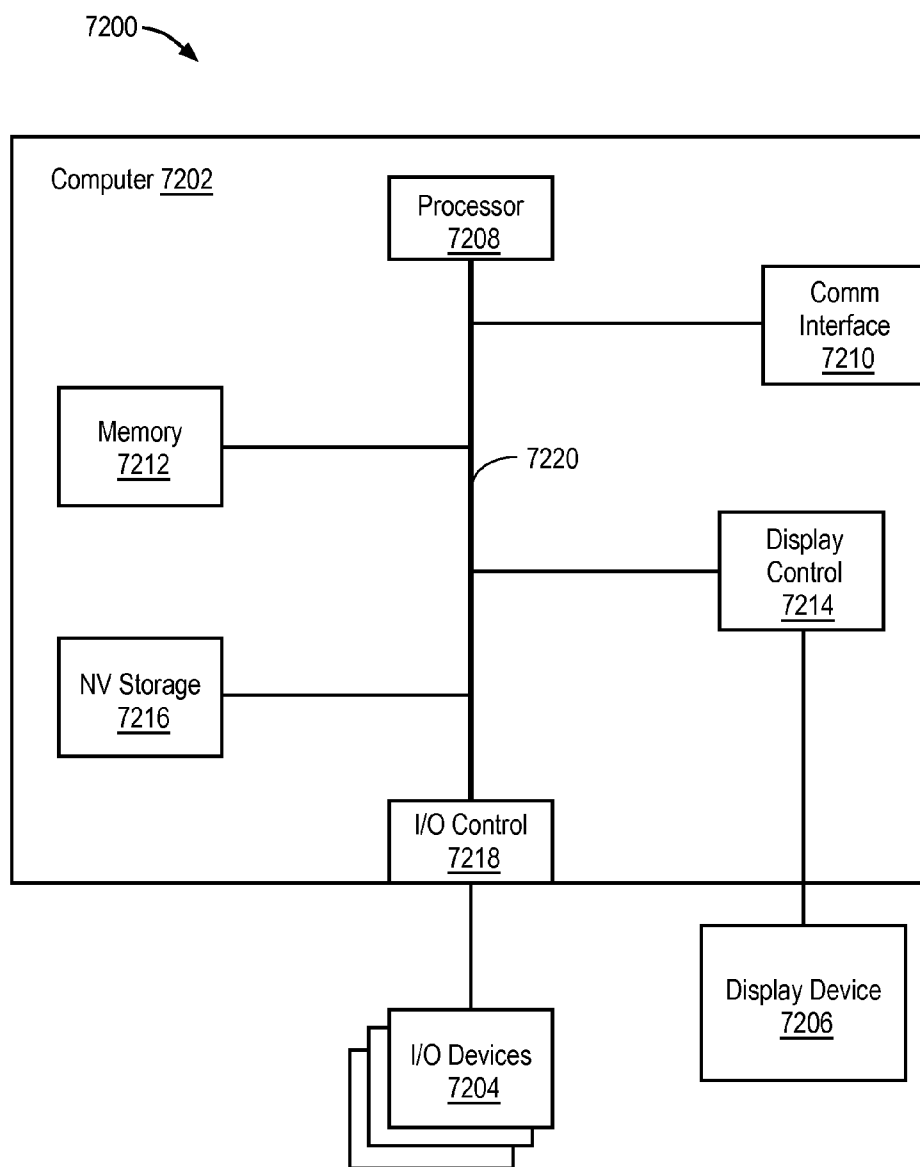 7200
Computer 7202
Processor
7208
Comm
Interface
7210
Memory
7212
7220
Display
Control
7214
NV Storage
7216
I/O Control
7218
Display Device
7206
I/O Devices
7204